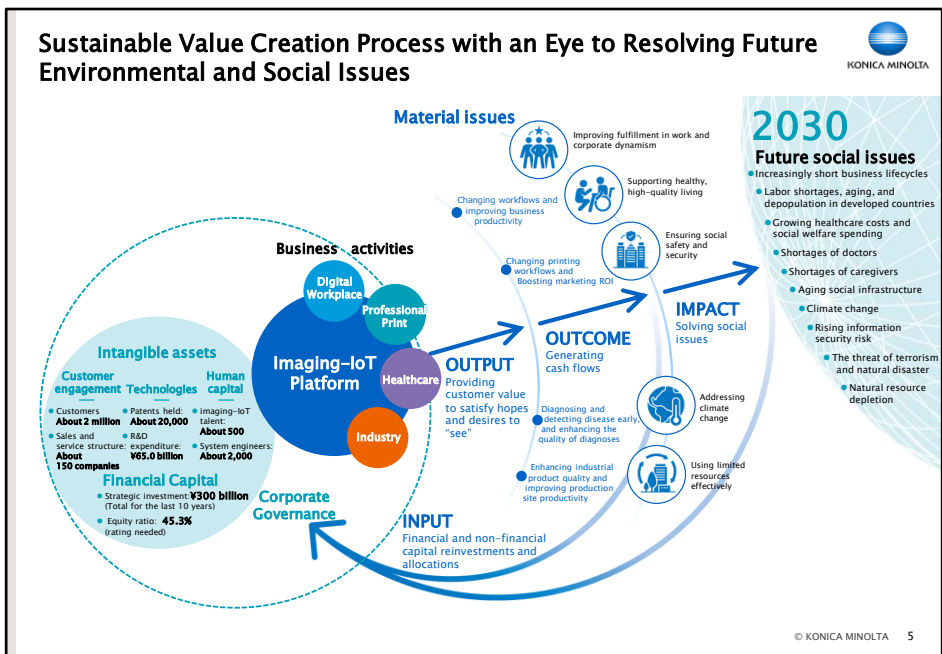 Sustainable Value Creation Process with an Eye to Resolving Future
Environmental and Social Issues
KONICA MINOLTA
Material issues
Improving fulfillment in work and
corporate dynamism
Supporting healthy,
high-quality living
Ensuring social
safety and
security
Changing workflows and
improving business
productivity
Changing printing
workflows and
Boosting marketing ROI
2030
Future social issues
Increasingly short business lifecycles
Labor shortages, aging, and
depopulation in developed countries
Growing healthcare costs and
social welfare spending
Shortages of doctors
Shortages of caregivers
Aging social infrastructure
Climate change
Rising information
security risk
The threat of terrorism
and natural disaster
Natural resource
depletion
Business activities
Digital
Workplace
Professional
Print
Imaging-IoT
Platform
Healthcare
Industry
Intangible assets
Customer
engagement
Technologies
Human
capital
• Customers
About 2 million
• Sales and
service structure:
About
150 companies
• Patents held:
About 20,000
• R&D
expenditure:
¥65.0 billion
• imaging-IoT
talent:
About 500
• System engineers:
About 2,000
Financial Capital
• Strategic investment:¥300 billion
(Total for the last 10 years)
• Equity ratio: 45.3%
(rating needed)
Corporate
Governance
OUTPUT
Providing
customer value
to satisfy hopes
and desires to
“see”
OUTCOME
Generating
cash flows
IMPACT
Solving social
issues
Diagnosing and
detecting disease early,
and enhancing the
quality of diagnoses
Enhancing industrial
product quality and
improving production
site productivity
Addressing
climate
change
Using limited
resources
effectively
INPUT
Financial and non-financial
capital reinvestments and
allocations
© KONICA MINOLTA 5